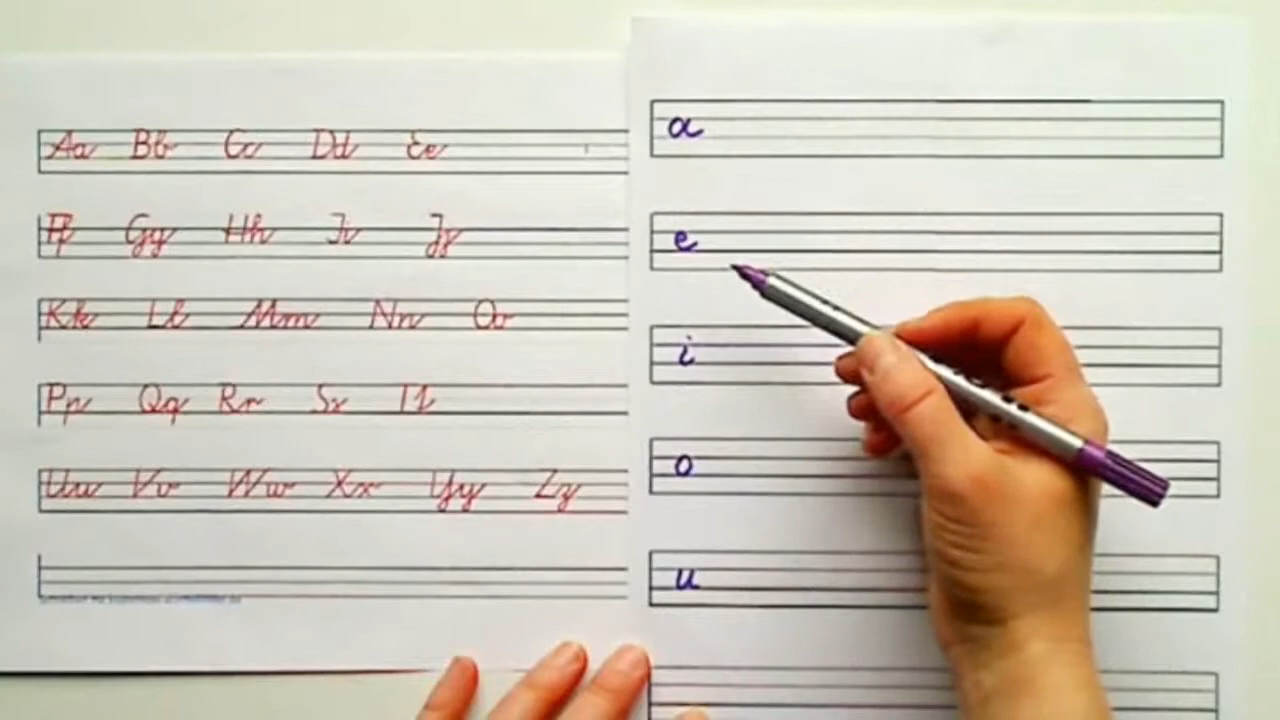 Aa Bb Cc Dd Ee
Ff Gg Hh Ii Jj
Kk Ll Mm Nn Oo
Pp Qq Rr Ss Tt
Uu Vv Ww Xx Yy Zz
a
e
i
o
u